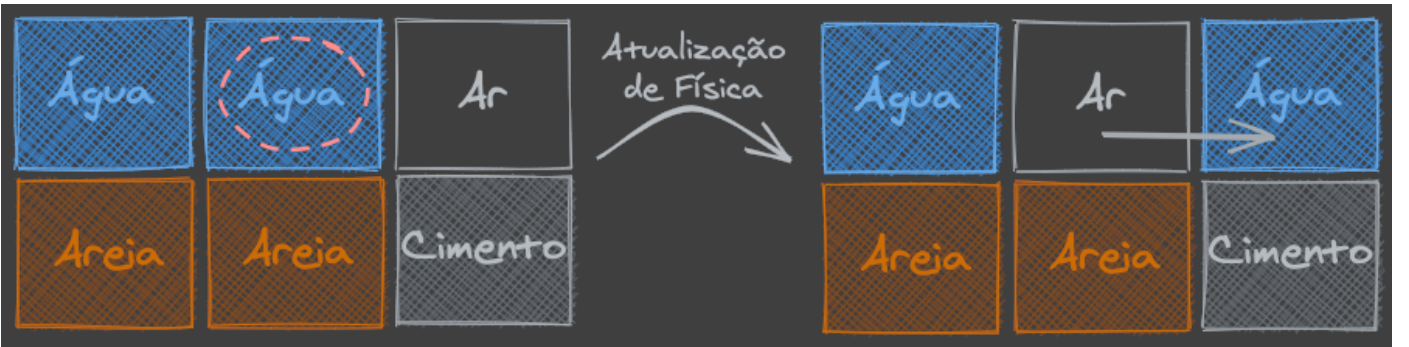 Água Água Ar
Atualização
de Física
Água Ar Água
Areia Areia Cimento
Areia Areia Cimento